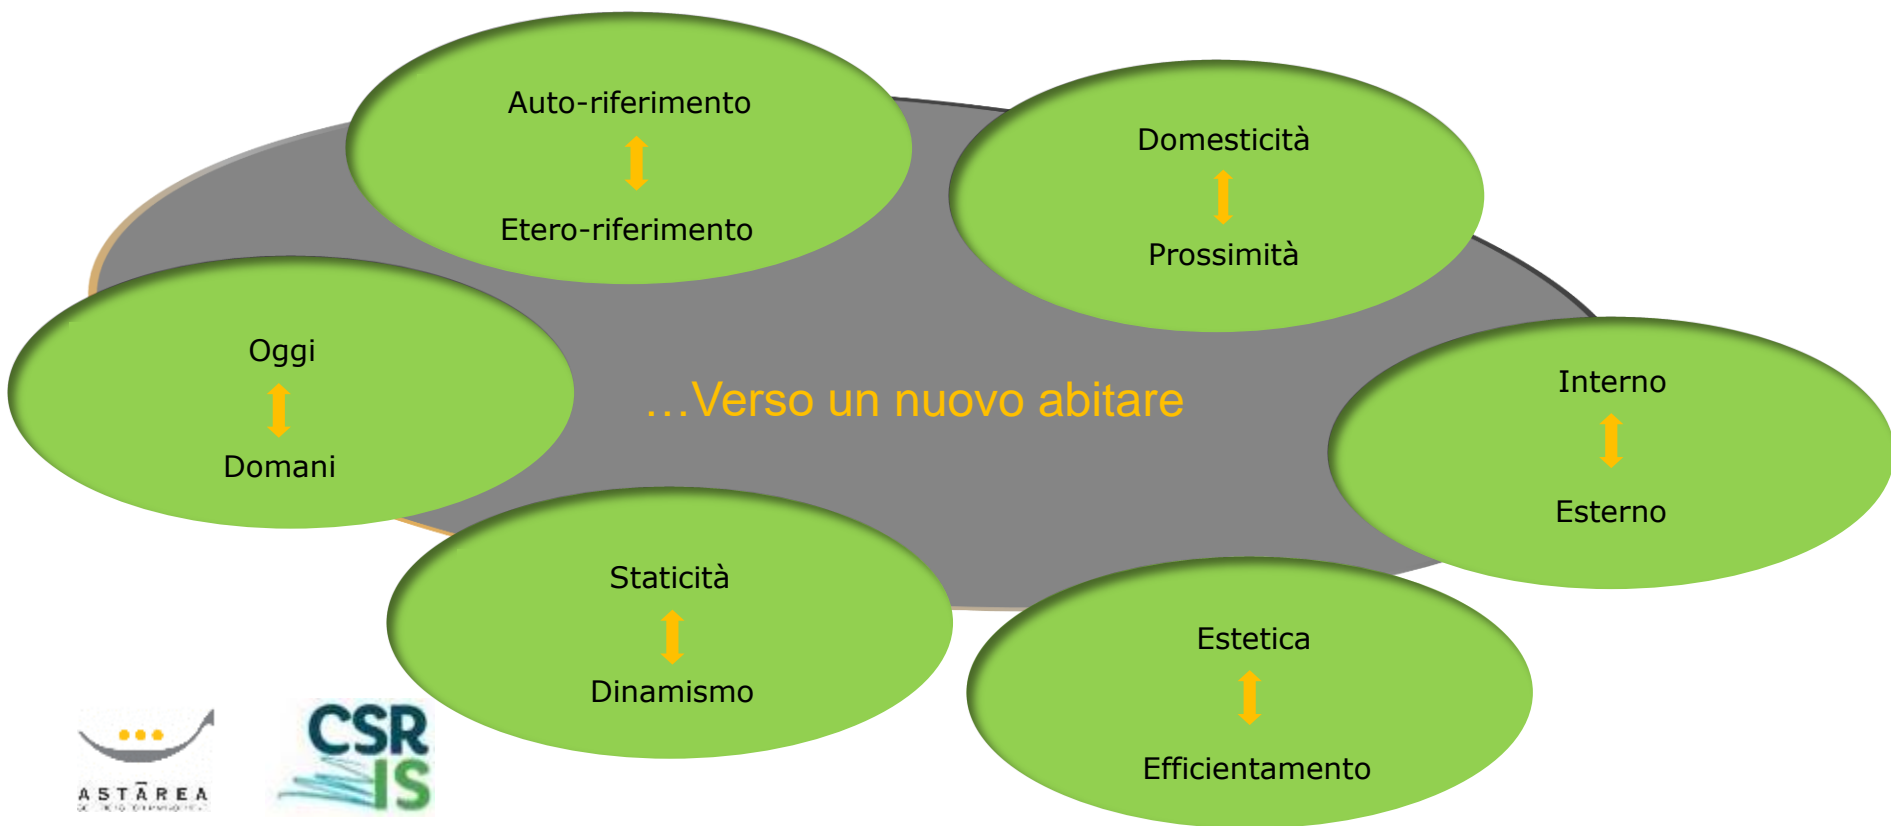 Auto-riferimento
Etero-riferimento
Domesticità
Prossimità
Oggi
Domani
…Verso un nuovo abitare
Interno
Esterno
Staticità
Dinamismo
Estetica
Efficientamento
ASTĀREA
CSR
IS